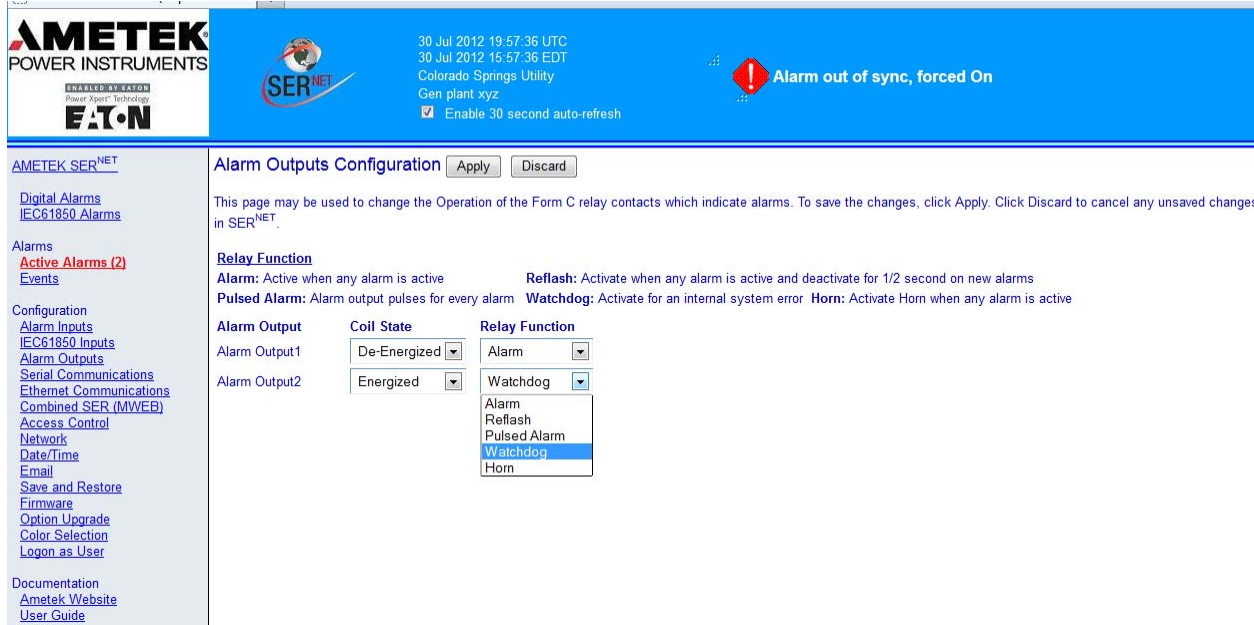 AMETEK®
POWER INSTRUMENTS
ENABLED BY EATON
Power Xpert® Technology
EATON
SERNET
30 Jul 2012 19:57:36 UTC
30 Jul 2012 15:57:36 EDT
Colorado Springs Utility
Gen plant xyz
Enable 30 second auto-refresh
! Alarm out of sync, forced On
AMETEK SERNET
Digital Alarms
IEC61850 Alarms
Alarms
Active Alarms (2)
Events
Configuration
Alarm Inputs
IEC61850 Inputs
Alarm Outputs
Serial Communications
Ethernet Communications
Combined SER (MWEB)
Access Control
Network
Date/Time
Email
Save and Restore
Firmware
Option Upgrade
Color Selection
Logon as User
Documentation
Ametek Website
User Guide
Alarm Outputs Configuration Apply Discard
This page may be used to change the Operation of the Form C relay contacts which indicate alarms. To save the changes, click Apply. Click Discard to cancel any unsaved changes
in SERNET.
Relay Function
Alarm: Active when any alarm is active Reflash: Activate when any alarm is active and deactivate for 1/2 second on new alarms
Pulsed Alarm: Alarm output pulses for every alarm Watchdog: Activate for an internal system error Horn: Activate Horn when any alarm is active
Alarm Output Coil State Relay Function
Alarm Output1 De-Energized Alarm
Alarm Output2 Energized Watchdog
Alarm
Reflash
Pulsed Alarm
Watchdog
Horn